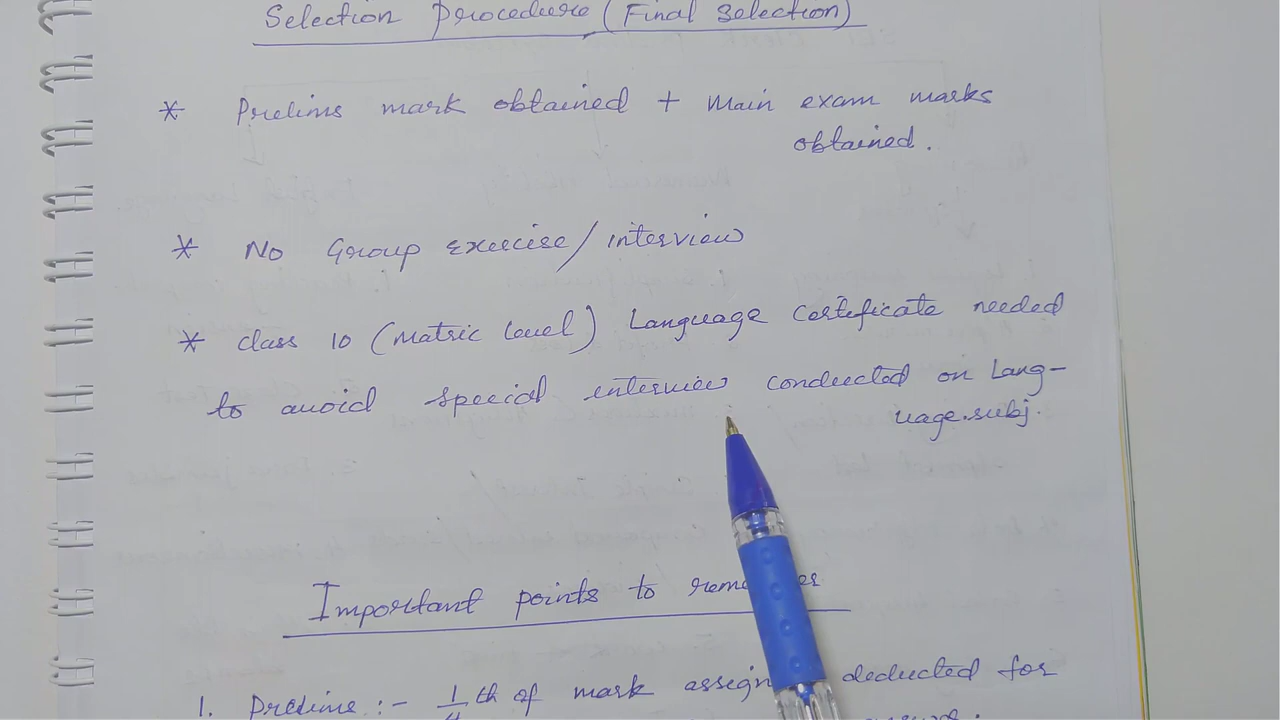 Selection Procedure (Final Selection)
* Prelims mark obtained + Main exam marks
obtained.
* No Group Exercise/interview
* Class 10 (Matric level) Language Certificate needed
to avoid special interview conducted on Lang-
uage.subj.
Important points to
1. Prelims :- 1/4 th of mark deducted for